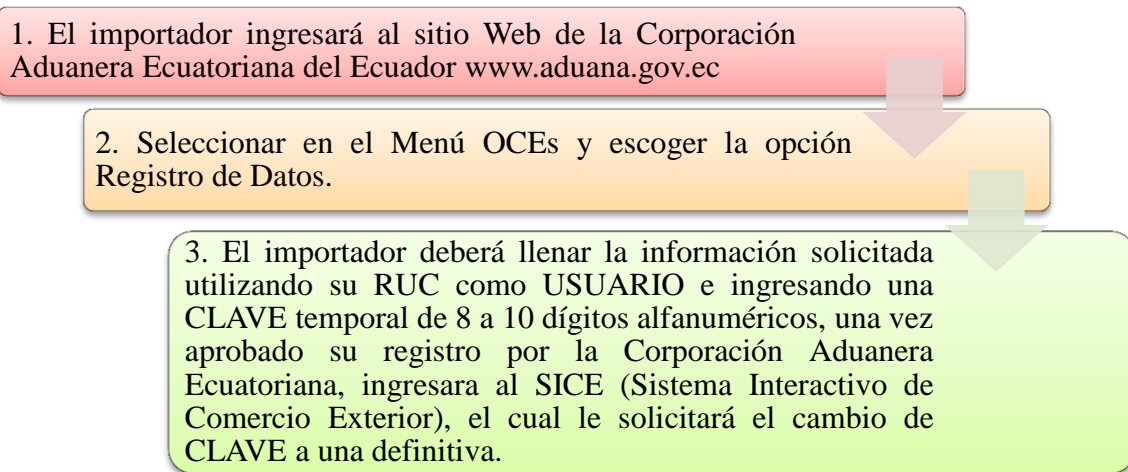 1. El importador ingresará al sitio Web de la Corporación
Aduanera Ecuatoriana del Ecuador www.aduana.gov.ec
2. Seleccionar en el Menú OCEs y escoger la opción
Registro de Datos.
3. El importador deberá llenar la información solicitada
utilizando su RUC como USUARIO e ingresando una
CLAVE temporal de 8 a 10 dígitos alfanuméricos, una vez
aprobado su registro por la Corporación Aduanera
Ecuatoriana, ingresara al SICE (Sistema Interactivo de
Comercio Exterior), el cual le solicitará el cambio de
CLAVE a una definitiva.